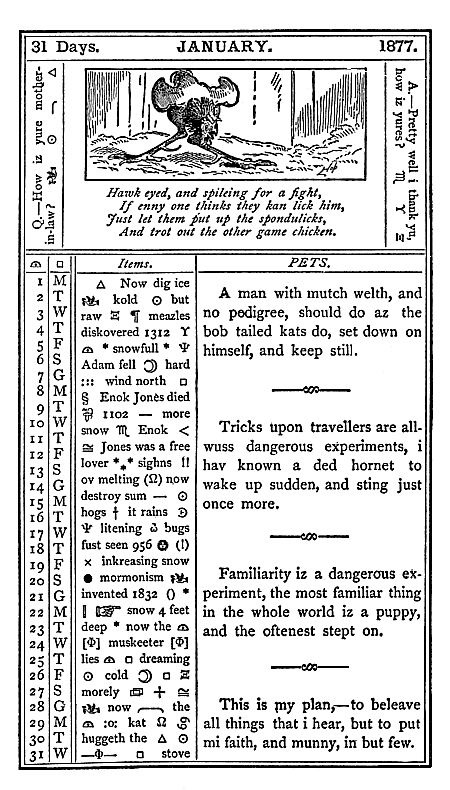 31 Days. JANUARY. 1877.
Q.—How iz yure mother-
in-law?
A.—Pretty well i thank yu,
how iz yures?
Hawk eyed, and spileing for a fight,
If enny one thinks they kan lick him,
Just let them put up the spondulicks,
And trot out the other game chicken.
Items. PETS.
1 M △ Now dig ice
2 T kold ⊙ but
3 W raw ♖ ¶ meazles
4 T diskovered 1312 ♈
5 F * snowfull * Ψ
6 S Adam fell hard
7 G ::: wind north □
8 M § Enok Jones died
9 T 1102 — more
10 W snow ♏ Enok <
11 T ≅ Jones was a free
12 F lover *⁎* sighns !!
13 S ov melting (Ω) now
14 G destroy sum — ⊙
15 M hogs † it rains
16 T Ψ litening bugs
17 W fust seen 956 (!)
18 T × inkreasing snow
19 F ● mormonism
20 S invented 1832 () *
21 G ☞ snow 4 feet
22 M deep * now the
23 T [Φ] muskeeter [Φ]
24 W lies □ dreaming
25 T ⊙ cold □
26 F morely + ≅
27 S now the
28 G :o: kat Ω
29 M huggeth the △ ⊙
30 T —Φ— □ stove
31 W
A man with mutch welth, and
no pedigree, should do az the
bob tailed kats do, set down on
himself, and keep still.
Tricks upon travellers are all-
wuss dangerous experiments, i
hav known a ded hornet to
wake up sudden, and sting just
once more.
Familiarity iz a dangerous ex-
periment, the most familiar thing
in the whole world iz a puppy,
and the oftenest stept on.
This is my plan,—to beleave
all things that i hear, but to put
mi faith, and munny, in but few.